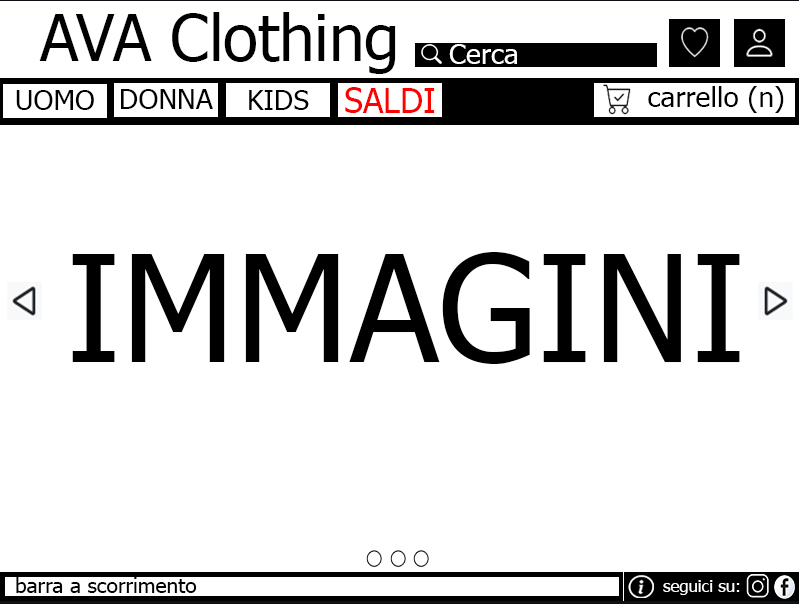 AVA Clothing
Cerca
UOMO DONNA KIDS SALDI carrello (n)
IMMAGINI
barra a scorrimento seguici su: